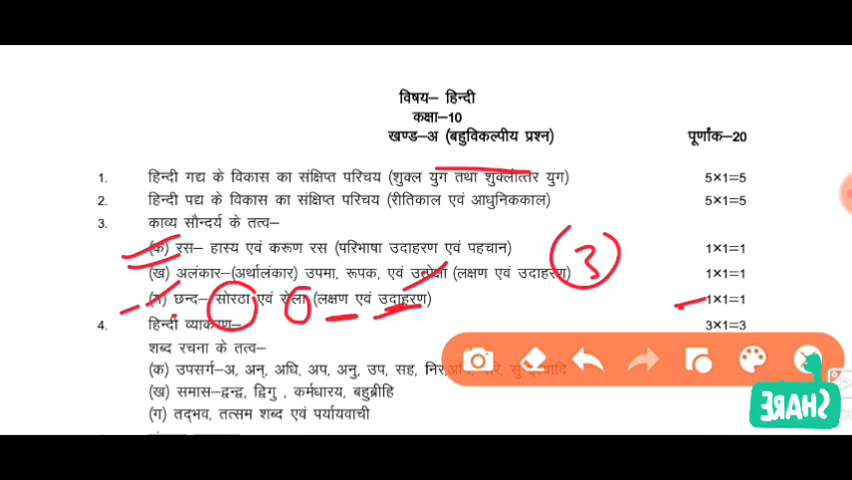 विषय– हिन्दी
कक्षा–10
खण्ड–अ (बहुविकल्पीय प्रश्न) पूर्णांक–20
1. हिन्दी गद्य के विकास का संक्षिप्त परिचय (शुक्ल युग तथा शुक्लोत्तर युग) 5×1=5
2. हिन्दी पद्य के विकास का संक्षिप्त परिचय (रीतिकाल एवं आधुनिककाल) 5×1=5
3. काव्य सौन्दर्य के तत्व–
(क) रस– हास्य एवं करूण रस (परिभाषा उदाहरण एवं पहचान) 1×1=1
(ख) अलंकार–(अर्थालंकार) उपमा, रूपक, एवं उत्प्रेक्षा (लक्षण एवं उदाहरण) 1×1=1
3
(ग) छन्द– सोरठा एवं रोला (लक्षण एवं उदाहरण) 1×1=1
4. हिन्दी व्याकरण– 3×1=3
शब्द रचना के तत्व–
(क) उपसर्ग–अ, अन्, अधि, अप, अनु, उप, सह, निर,
(ख) समास–द्वन्द्व, द्विगु , कर्मधारय, बहुब्रीहि
(ग) तद्भव, तत्सम शब्द एवं पर्यायवाची
SHARE